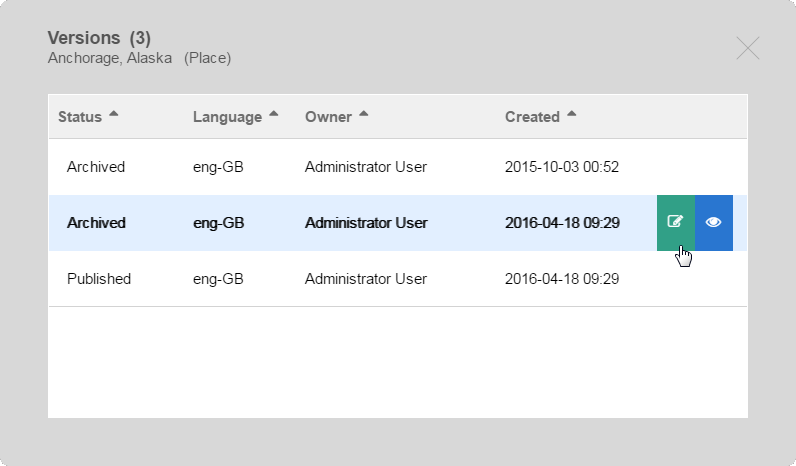 Versions (3)
Anchorage, Alaska (Place)
Status Language Owner Created
Archived eng-GB Administrator User 2015-10-03 00:52
Archived eng-GB Administrator User 2016-04-18 09:29
Published eng-GB Administrator User 2016-04-18 09:29